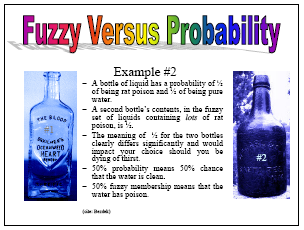 Fuzzy Versus Probability
Example #2
– A bottle of liquid has a probability of ½
of being rat poison and ½ of being pure
water.
– A second bottle's contents, in the fuzzy
set of liquids containing lots of rat
poison, is ½.
– The meaning of ½ for the two bottles
clearly differs significantly and would
impact your choice should you be
dying of thirst.
– 50% probability means 50% chance
that the water is clean.
– 50% fuzzy membership means that the
water has poison.
(cite: Bezdek)
THE BLOOD
HEART
#2